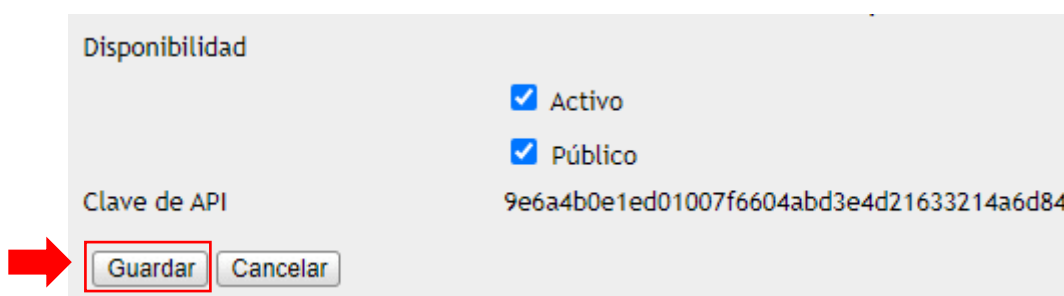 Disponibilidad
Activo
Público
Clave de API 9e6a4b0e1ed01007f6604abd3e4d21633214a6d84
Guardar Cancelar